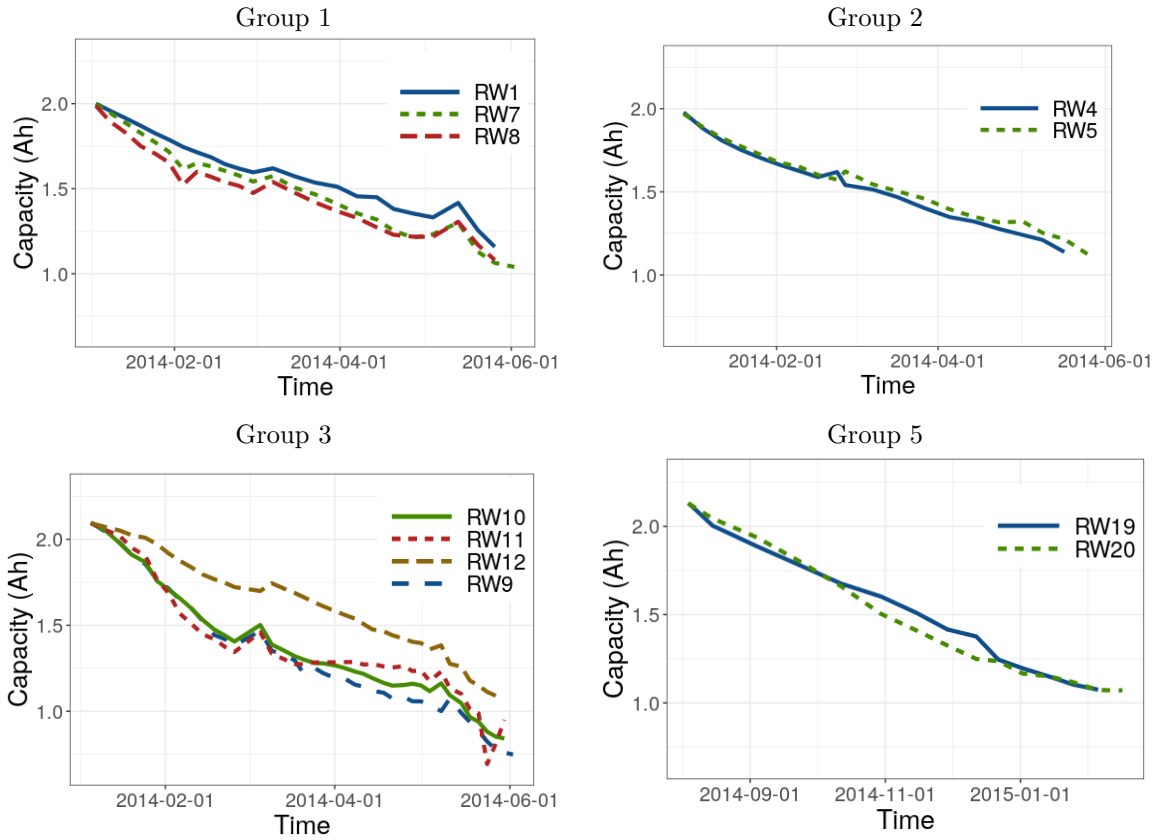 Group 1
Capacity (Ah)
2.0
1.5
1.0
RW1
RW7
RW8
2014-02-01
2014-04-01
2014-06-01
Time
Group 2
Capacity (Ah)
2.0
1.5
1.0
RW4
RW5
2014-02-01
2014-04-01
2014-06-01
Time
Group 3
Capacity (Ah)
2.0
1.5
1.0
RW10
RW11
RW12
RW9
2014-02-01
2014-04-01
2014-06-01
Time
Group 5
Capacity (Ah)
2.0
1.5
1.0
RW19
RW20
2014-09-01
2014-11-01
2015-01-01
Time